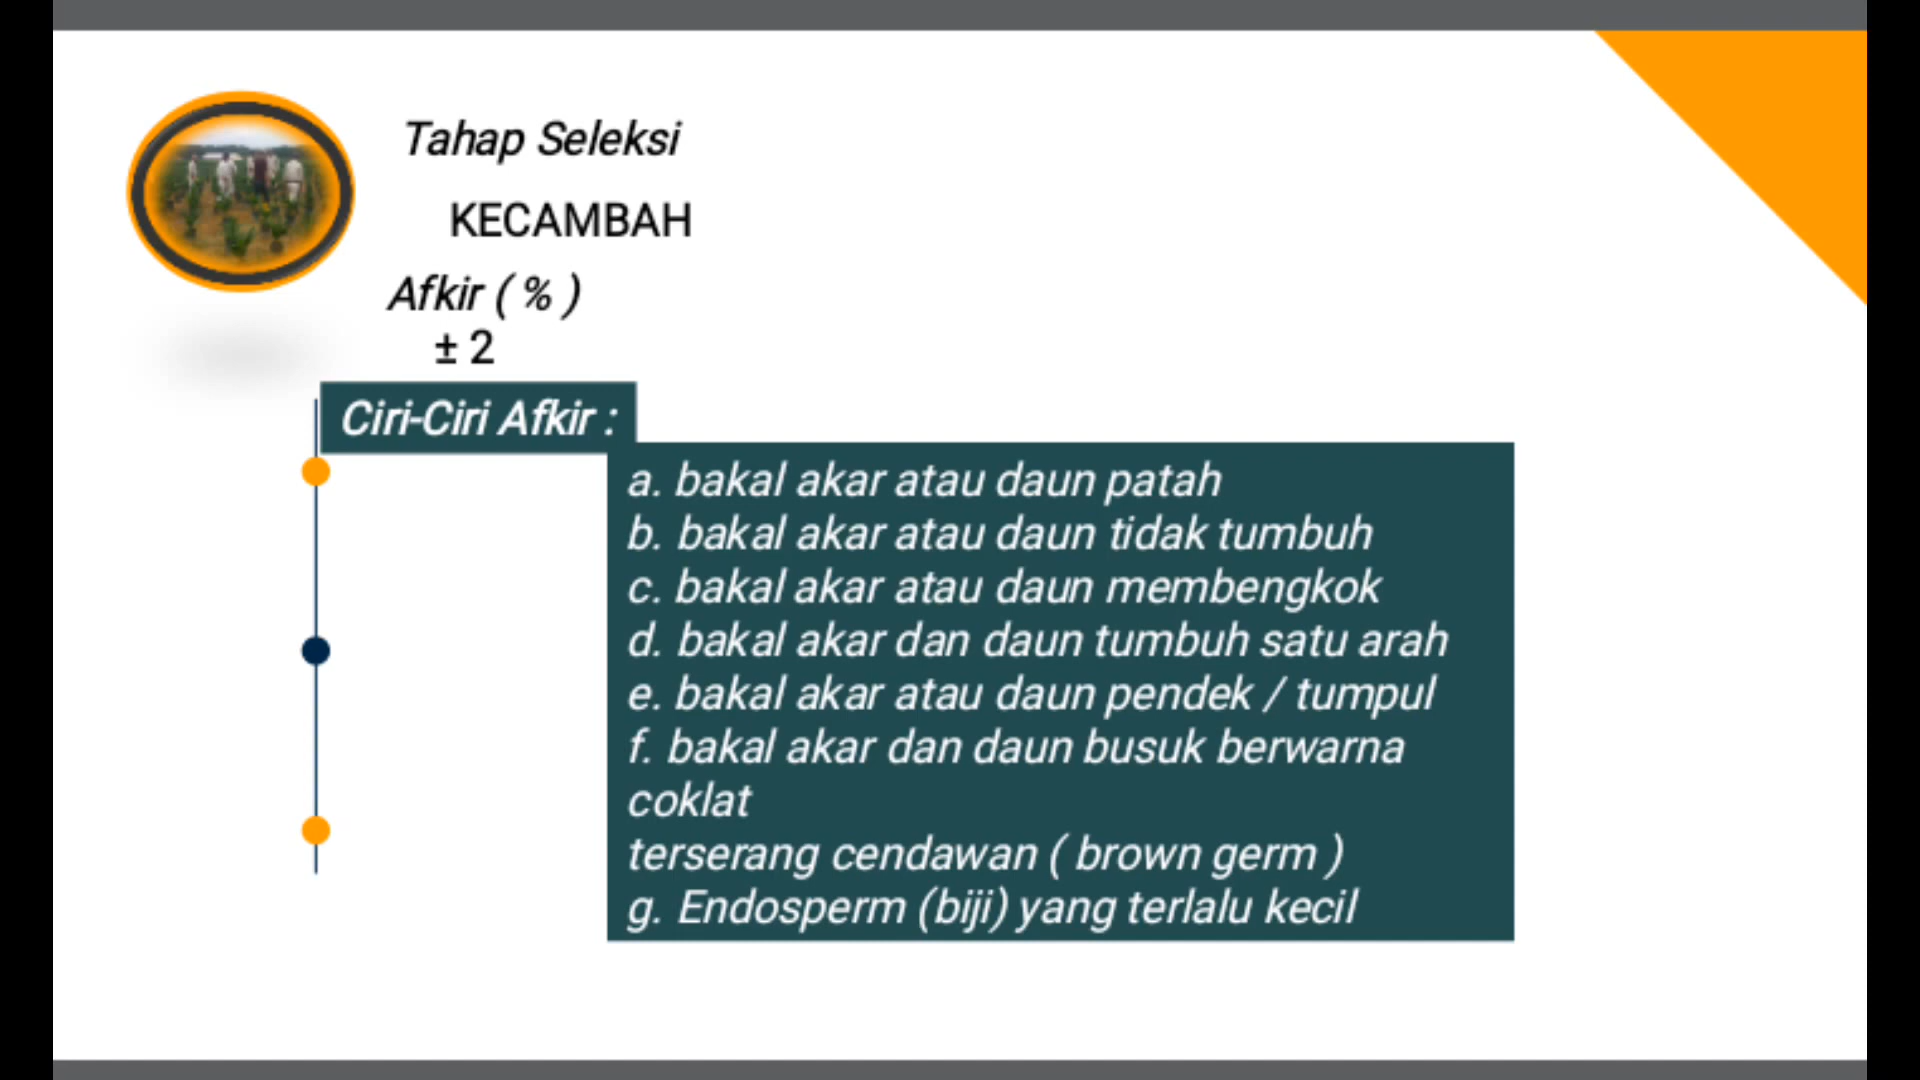 Tahap Seleksi
KECAMBAH
Afkir ( % )
± 2
Ciri-Ciri Afkir :
a. bakal akar atau daun patah
b. bakal akar atau daun tidak tumbuh
c. bakal akar atau daun membengkok
d. bakal akar dan daun tumbuh satu arah
e. bakal akar atau daun pendek / tumpul
f. bakal akar dan daun busuk berwarna
coklat
terserang cendawan ( brown germ )
g. Endosperm (biji) yang terlalu kecil